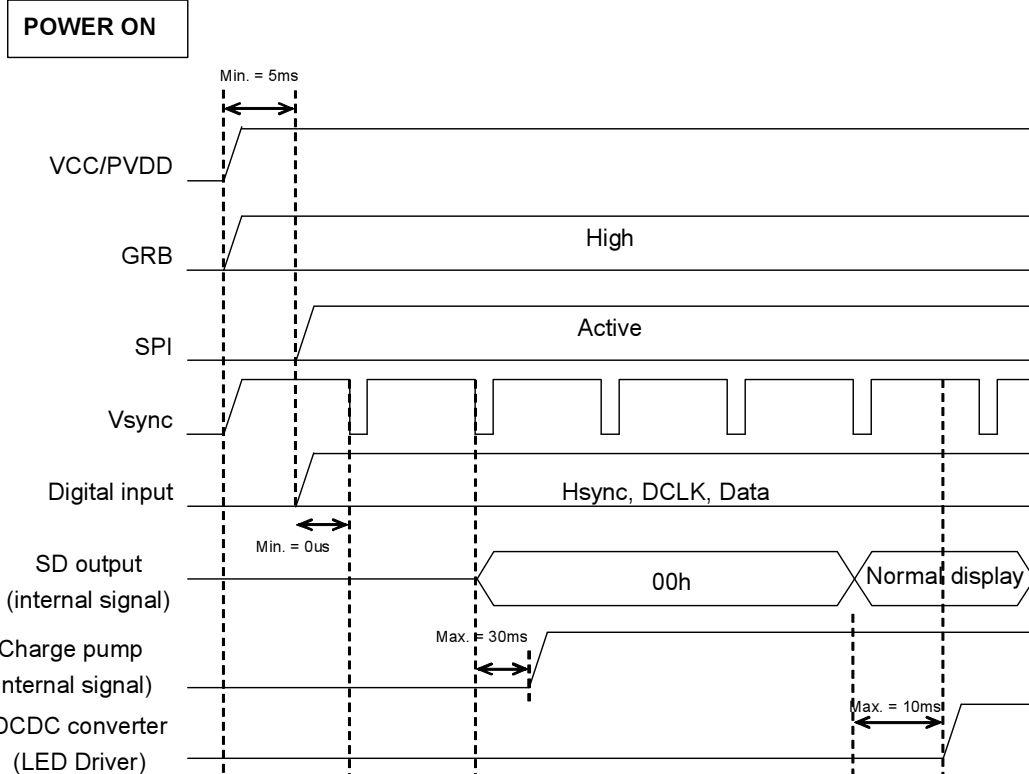 POWER ON
Min. = 5ms
VCC/PVDD
High
GRB
Active
SPI
Vsync
Digital input
Hsync, DCLK, Data
Min. = 0us
SD output
(internal signal)
00h
Normal display
Max. = 30ms
Charge pump
internal signal)
Max. = 10ms
DCDC converter
(LED Driver)